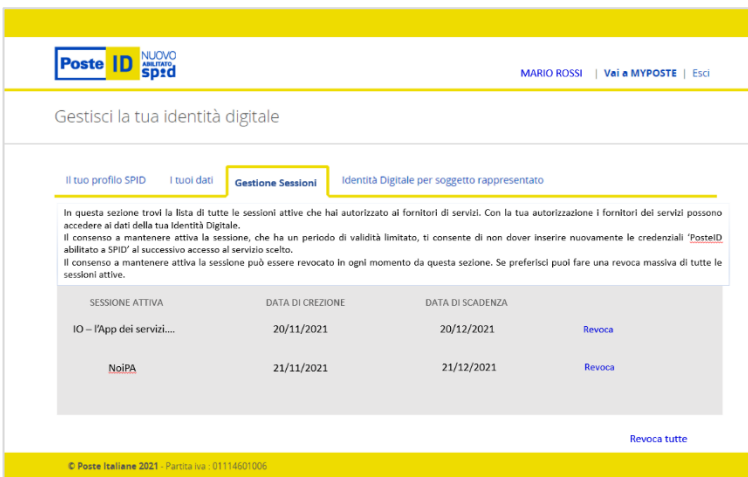 Poste ID NUOVO ABILITATO spid
MARIO ROSSI | Vai a MYPOSTE | Esci
Gestisci la tua identità digitale
Il tuo profilo SPID I tuoi dati Gestione Sessioni Identità Digitale per soggetto rappresentato
In questa sezione trovi la lista di tutte le sessioni attive che hai autorizzato ai fornitori di servizi. Con la tua autorizzazione i fornitori dei servizi possono
accedere ai dati della tua Identità Digitale.
Il consenso a mantenere attiva la sessione, che ha un periodo di validità limitato, ti consente di non dover inserire nuovamente le credenziali ‘PosteID
abilitato a SPID’ al successivo accesso al servizio scelto.
Il consenso a mantenere attiva la sessione può essere revocato in ogni momento da questa sezione. Se preferisci puoi fare una revoca massiva di tutte le
sessioni attive.
SESSIONE ATTIVA DATA DI CREZIONE DATA DI SCADENZA
IO – l’App dei servizi.... 20/11/2021 20/12/2021 Revoca
NoiPA 21/11/2021 21/12/2021 Revoca
Revoca tutte
© Poste Italiane 2021 - Partita iva : 01114601006